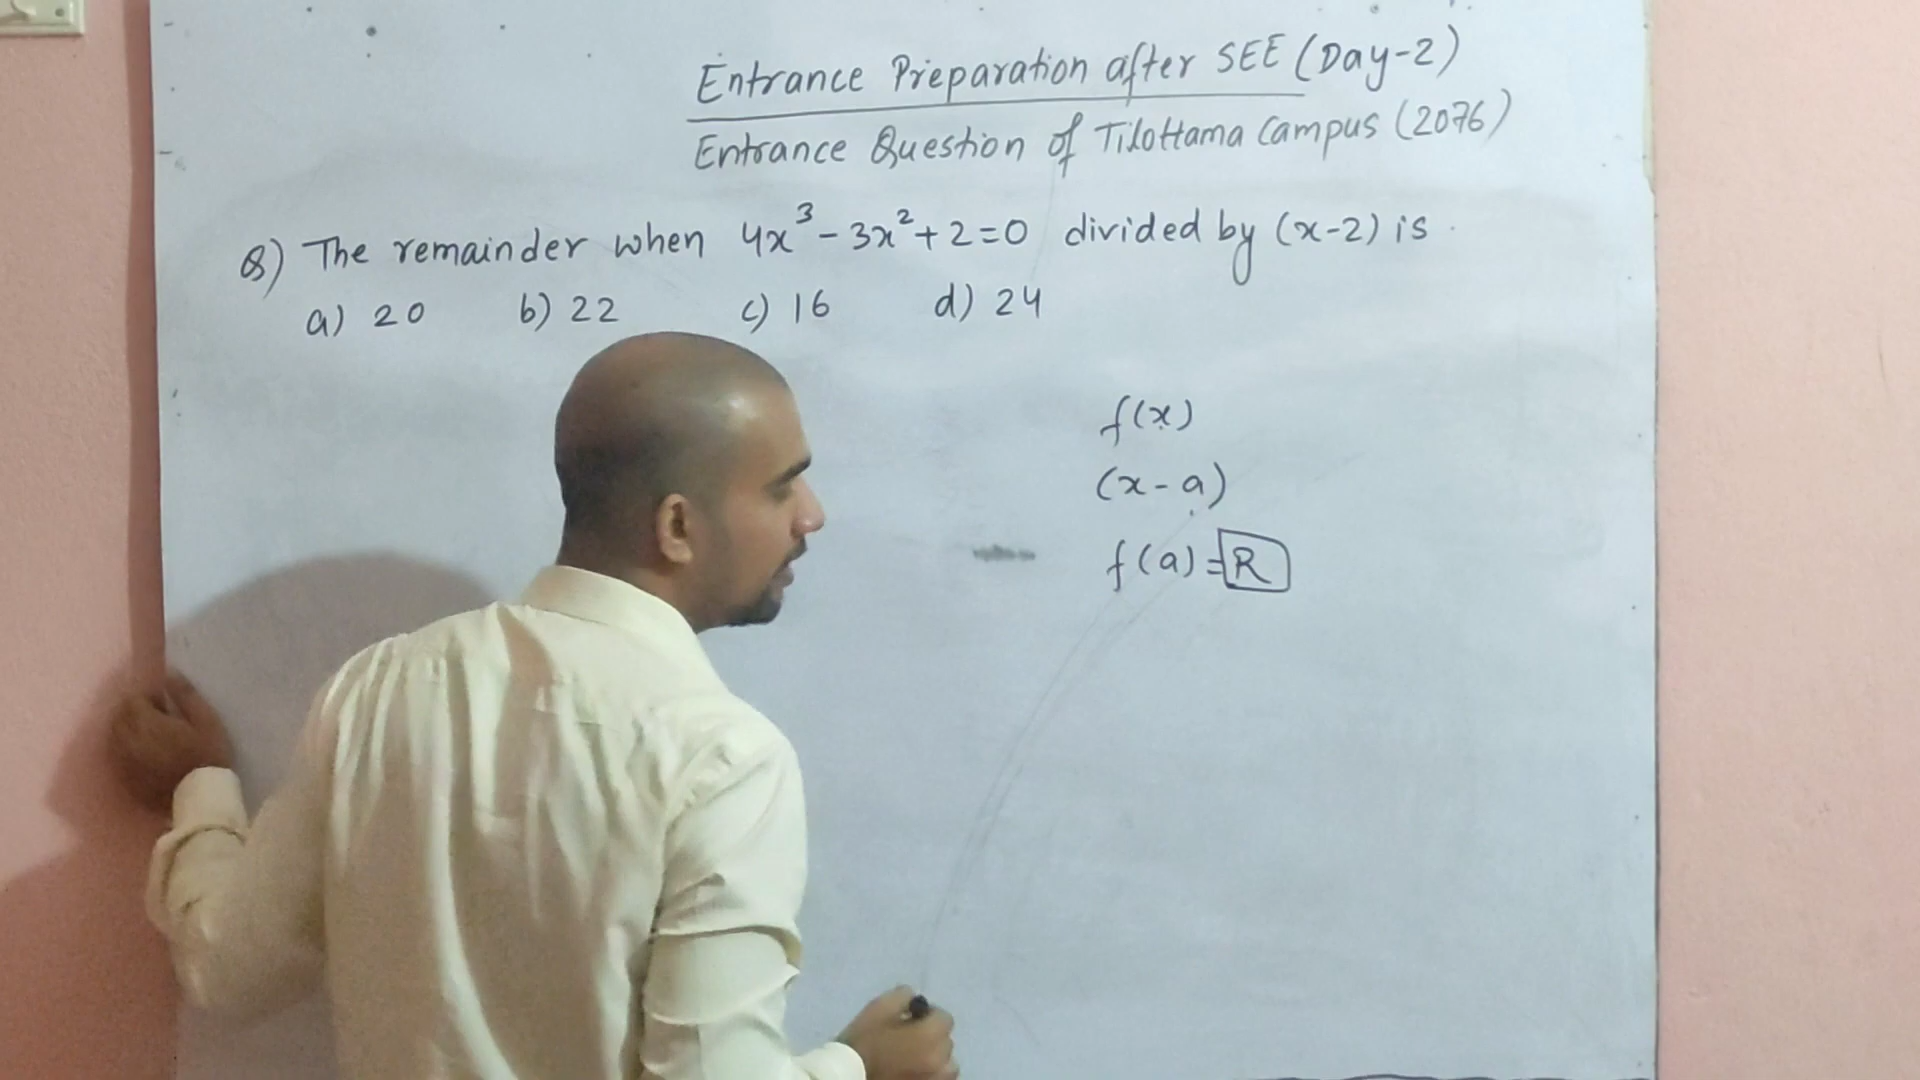 Entrance Preparation after SEE (Day-2)
Entrance Question of Tilottama Campus (2076)
Q) The remainder when 4x³ - 3x² + 2 = 0 divided by (x-2) is
a) 20 b) 22 c) 16 d) 24
f(x)
(x-a)
f(a) = R